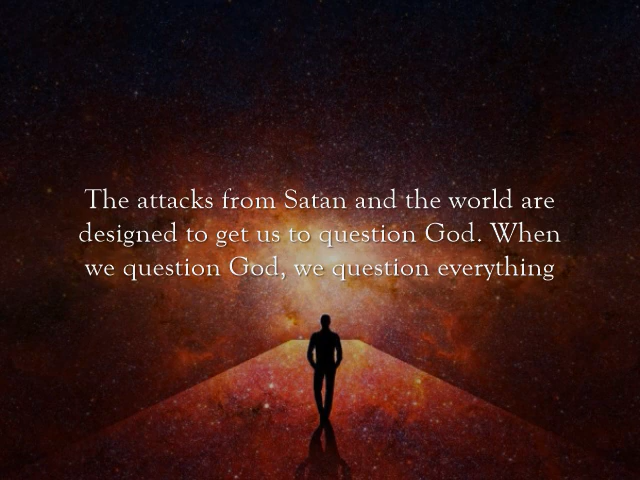 The attacks from Satan and the world are
designed to get us to question God. When
we question God, we question everything